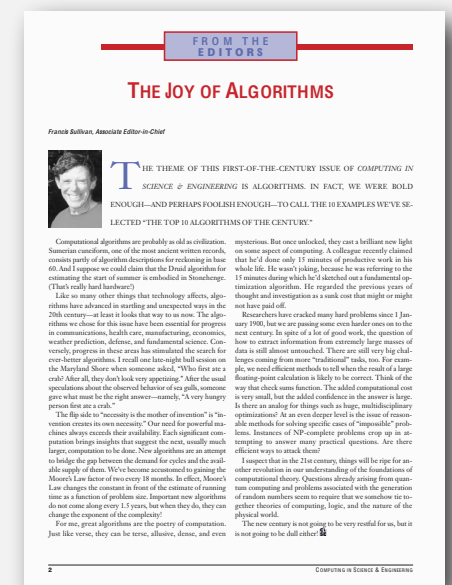 FROM THE
EDITORS
THE JOY OF ALGORITHMS
Francis Sullivan, Associate Editor-in-Chief
THE THEME OF THIS FIRST-OF-THE-CENTURY ISSUE OF COMPUTING IN
SCIENCE & ENGINEERING IS ALGORITHMS. IN FACT, WE WERE BOLD
ENOUGH—AND PERHAPS FOOLISH ENOUGH—TO CALL THE 10 EXAMPLES WE'VE SE-
LECTED "THE TOP 10 ALGORITHMS OF THE CENTURY."
Computational algorithms are probably as old as civilization.
Sumerian cuneiform, one of the most ancient written records,
consists partly of algorithm descriptions for reckoning in base
60. And I suppose we could claim that the Druid algorithm for
estimating the start of summer is embodied in Stonehenge.
(That's really hard hardware!)
Like so many other things that technology affects, algo-
rithms have advanced in startling and unexpected ways in the
20th century—at least it looks that way to us now. The algo-
rithms we chose for this issue have been essential for progress
in communications, health care, manufacturing, economics,
weather prediction, defense, and fundamental science. Con-
versely, progress in these areas has stimulated the search for
ever-better algorithms. I recall one late-night bull session on
the Maryland Shore when someone asked, "Who first ate a
crab? After all, they don't look very appetizing." After the usual
speculations about the observed behavior of sea gulls, someone
gave what must be the right answer—namely, "A very hungry
person first ate a crab."
The flip side to "necessity is the mother of invention" is "in-
vention creates its own necessity." Our need for powerful ma-
chines always exceeds their availability. Each significant com-
putation brings insights that suggest the next, usually much
larger, computation to be done. New algorithms are an attempt
to bridge the gap between the demand for cycles and the avail-
able supply of them. We've become accustomed to gaining the
Moore's Law factor of two every 18 months. In effect, Moore's
Law changes the constant in front of the estimate of running
time as a function of problem size. Important new algorithms
do not come along every 1.5 years, but when they do, they can
change the exponent of the complexity!
For me, great algorithms are the poetry of computation.
Just like verse, they can be terse, allusive, dense, and even
mysterious. But once unlocked, they cast a brilliant new light
on some aspect of computing. A colleague recently claimed
that he'd done only 15 minutes of productive work in his
whole life. He wasn't joking, because he was referring to the
15 minutes during which he'd sketched out a fundamental op-
timization algorithm. He regarded the previous years of
thought and investigation as a sunk cost that might or might
not have paid off.
Researchers have cracked many hard problems since 1 Jan-
uary 1900, but we are passing some even harder ones on to the
next century. In spite of a lot of good work, the question of
how to extract information from extremely large masses of
data is still almost untouched. There are still very big chal-
lenges coming from more "traditional" tasks, too. For exam-
ple, we need efficient methods to tell when the result of a large
floating-point calculation is likely to be correct. Think of the
way that check sums function. The added computational cost
is very small, but the added confidence in the answer is large.
Is there an analog for things such as huge, multidisciplinary
optimizations? At an even deeper level is the issue of reason-
able methods for solving specific cases of "impossible" prob-
lems. Instances of NP-complete problems crop up in at-
tempting to answer many practical questions. Are there
efficient ways to attack them?
I suspect that in the 21st century, things will be ripe for an-
other revolution in our understanding of the foundations of
computational theory. Questions already arising from quan-
tum computing and problems associated with the generation
of random numbers seem to require that we somehow tie to-
gether theories of computing, logic, and the nature of the
physical world.
The new century is not going to be very restful for us, but it
is not going to be dull either!
2
COMPUTING IN SCIENCE & ENGINEERING